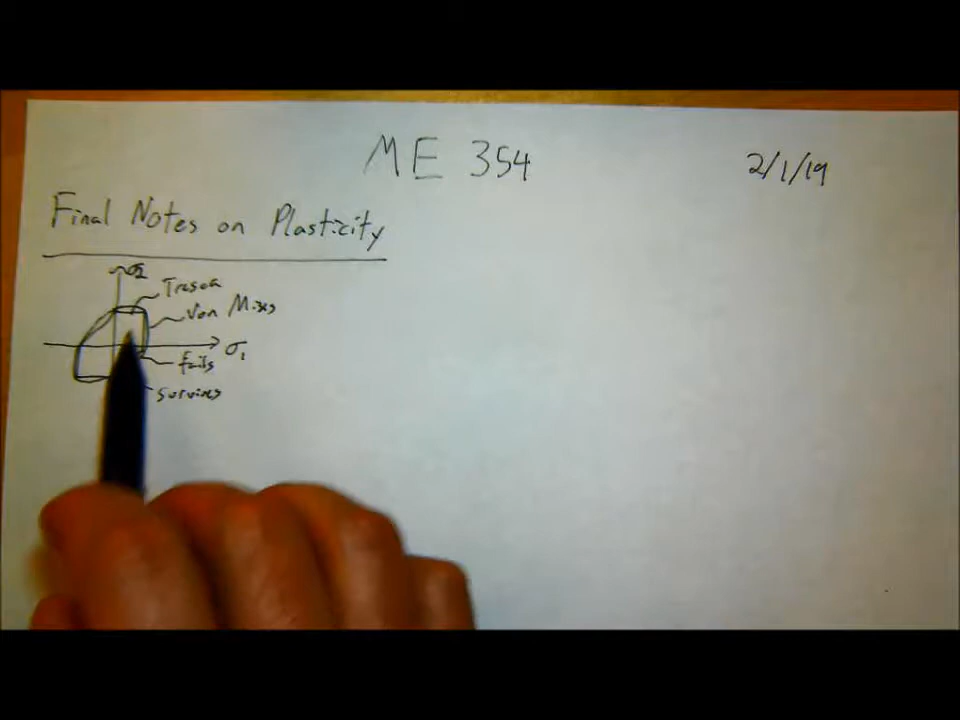 ME 354
2/1/19
Final Notes on Plasticity
σ2
Tresca
Von Mises
σ1
fails
survives